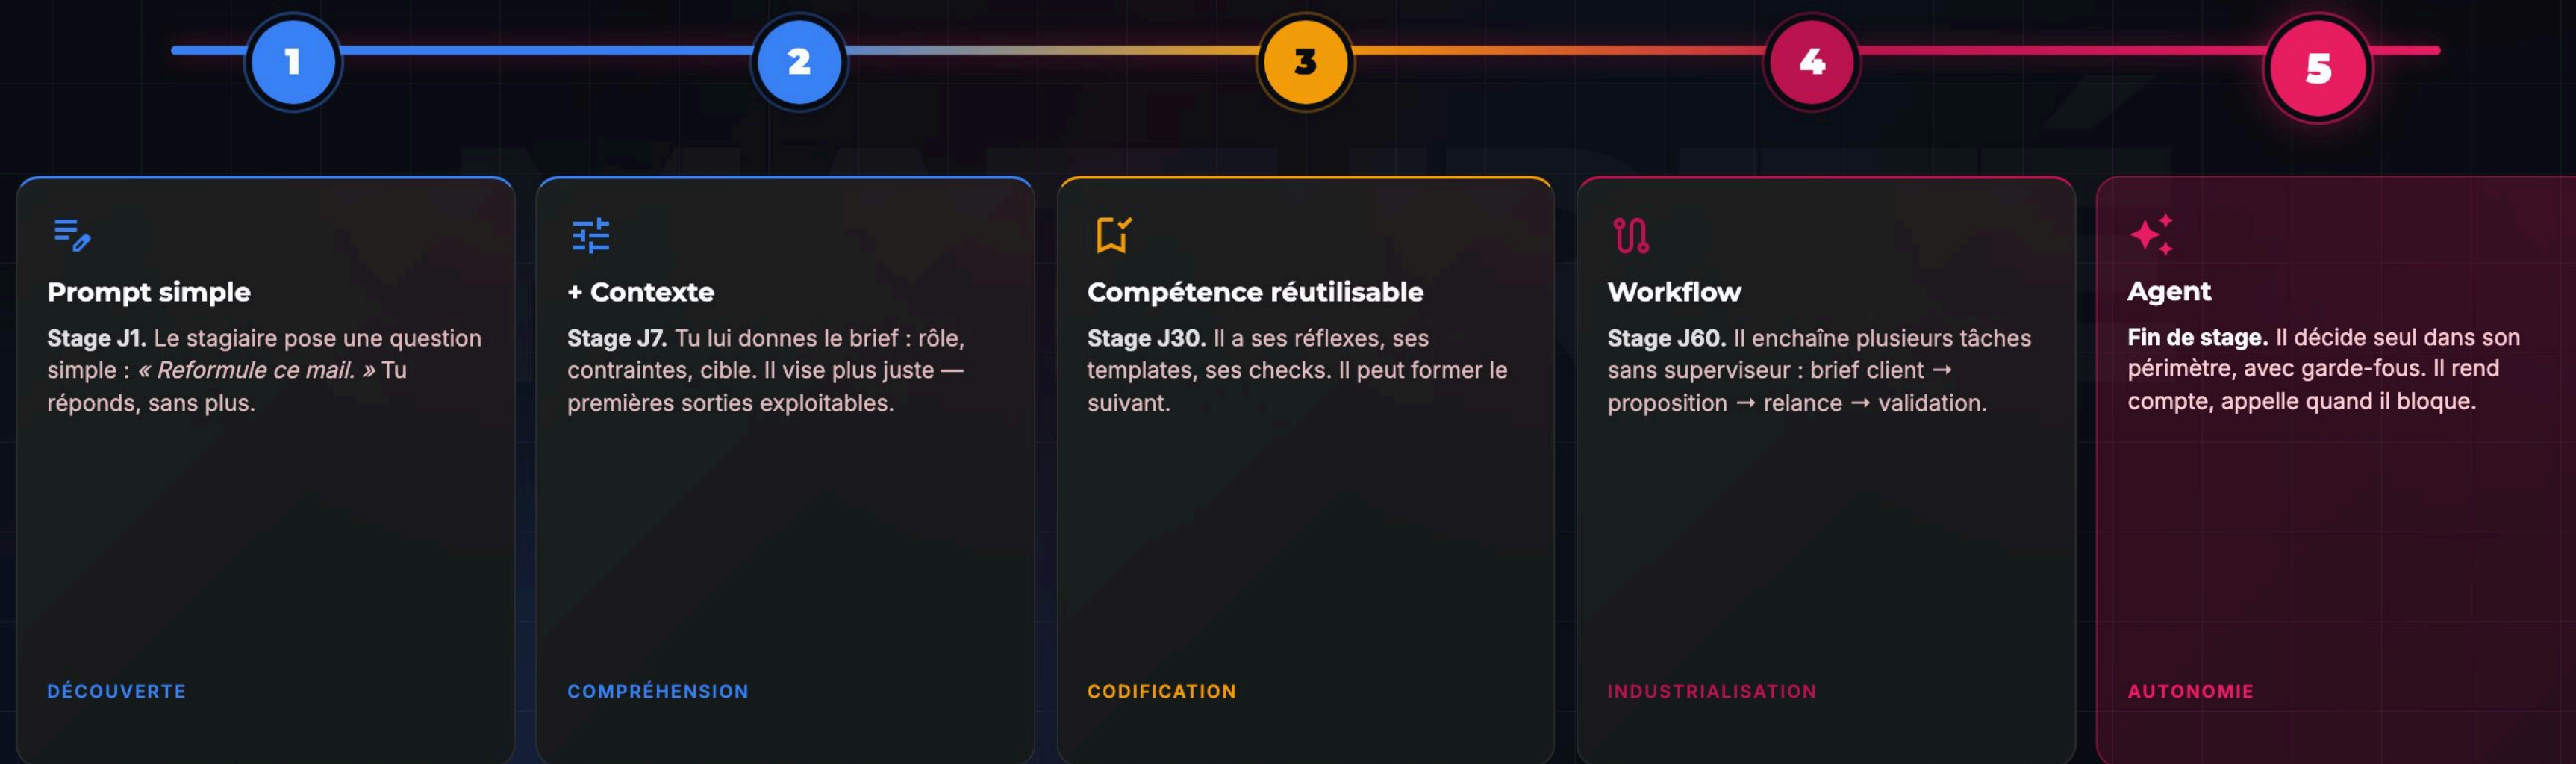 1
2
3
4
5
Prompt simple
Stage J1. Le stagiaire pose une question
simple : « Reformule ce mail. » Tu
réponds, sans plus.
DÉCOUVERTE
+ Contexte
Stage J7. Tu lui donnes le brief : rôle,
contraintes, cible. Il vise plus juste —
premières sorties exploitables.
COMPRÉHENSION
Compétence réutilisable
Stage J30. Il a ses réflexes, ses
templates, ses checks. Il peut former le
suivant.
CODIFICATION
Workflow
Stage J60. Il enchaîne plusieurs tâches
sans superviseur : brief client →
proposition → relance → validation.
INDUSTRIALISATION
Agent
Fin de stage. Il décide seul dans son
périmètre, avec garde-fous. Il rend
compte, appelle quand il bloque.
AUTONOMIE